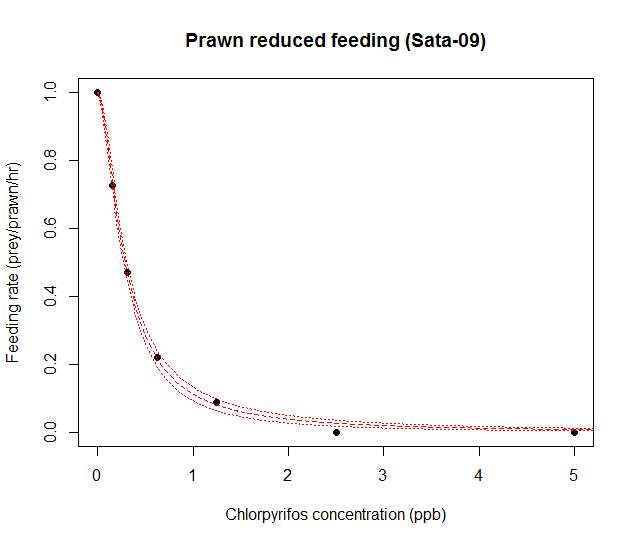 Prawn reduced feeding (Sata-09)
Feeding rate (prey/prawn/hr)
1.0
0.8
0.6
0.4
0.2
0.0
0 1 2 3 4 5
Chlorpyrifos concentration (ppb)